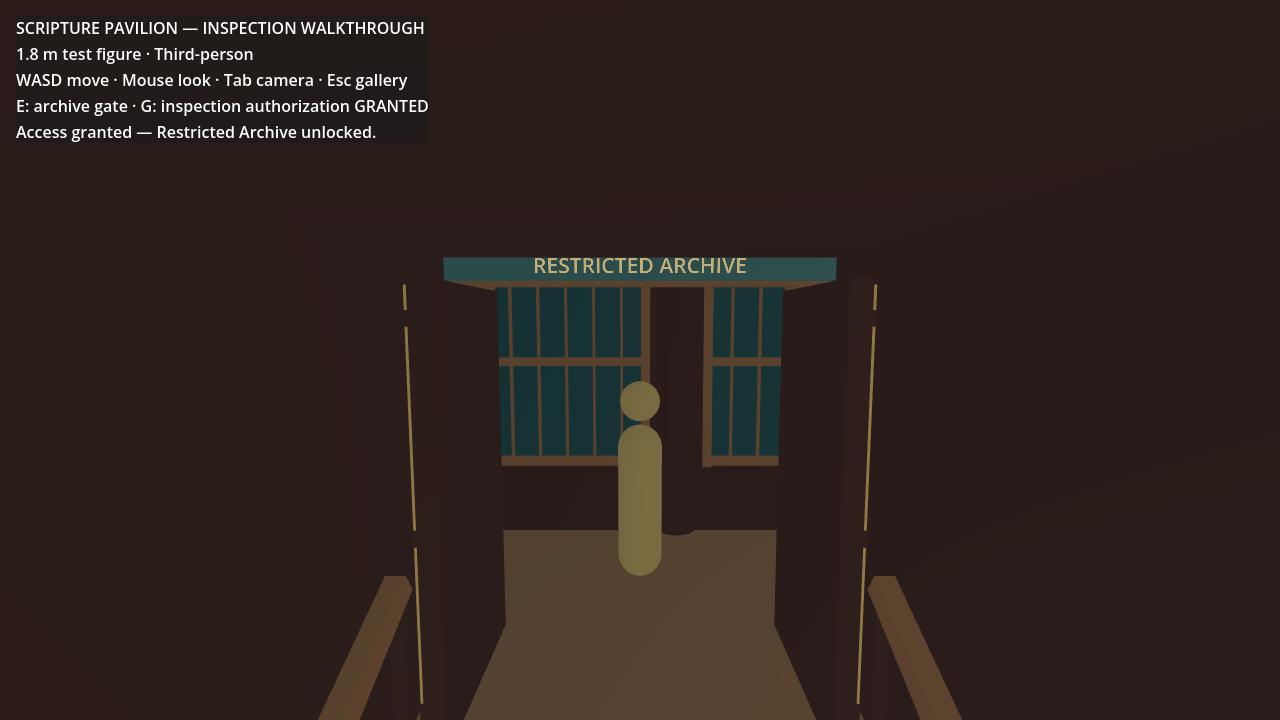 SCRIPTURE PAVILION — INSPECTION WALKTHROUGH
1.8 m test figure · Third-person
WASD move · Mouse look · Tab camera · Esc gallery
E: archive gate · G: inspection authorization GRANTED
Access granted — Restricted Archive unlocked.
RESTRICTED ARCHIVE